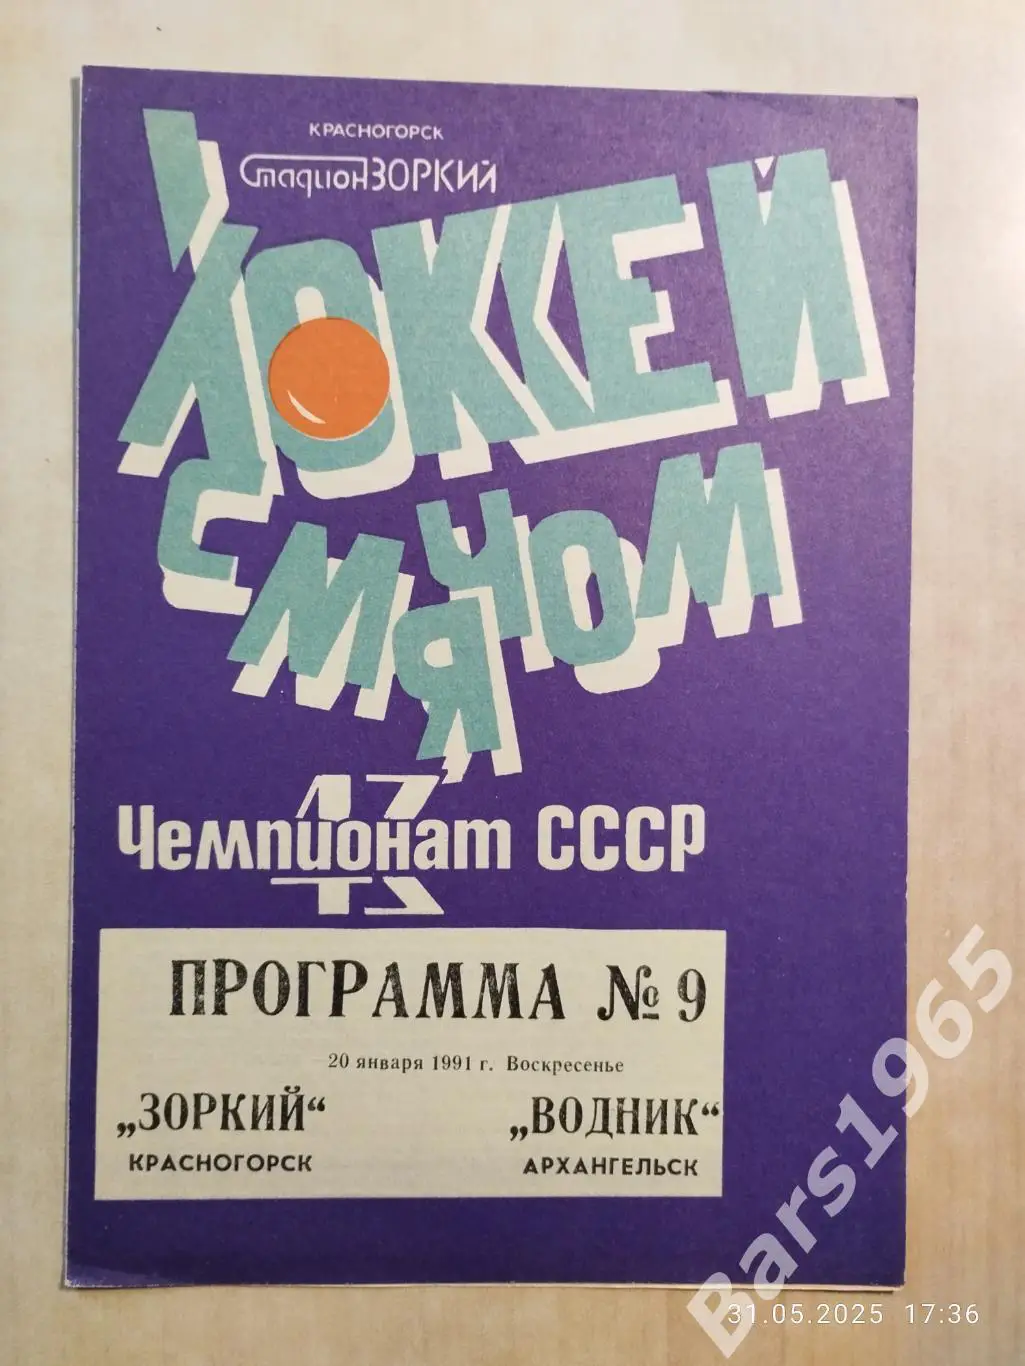 КРАСНОГОРСК
Стадион ЗОРКИЙ
ХОККЕЙ
С МЯЧОМ
43
Чемпионат СССР
ПРОГРАММА № 9
20 января 1991 г. Воскресенье
„ЗОРКИЙ“ „ВОДНИК“
КРАСНОГОРСК АРХАНГЕЛЬСК
Bars1965
31.05.2025 17:36